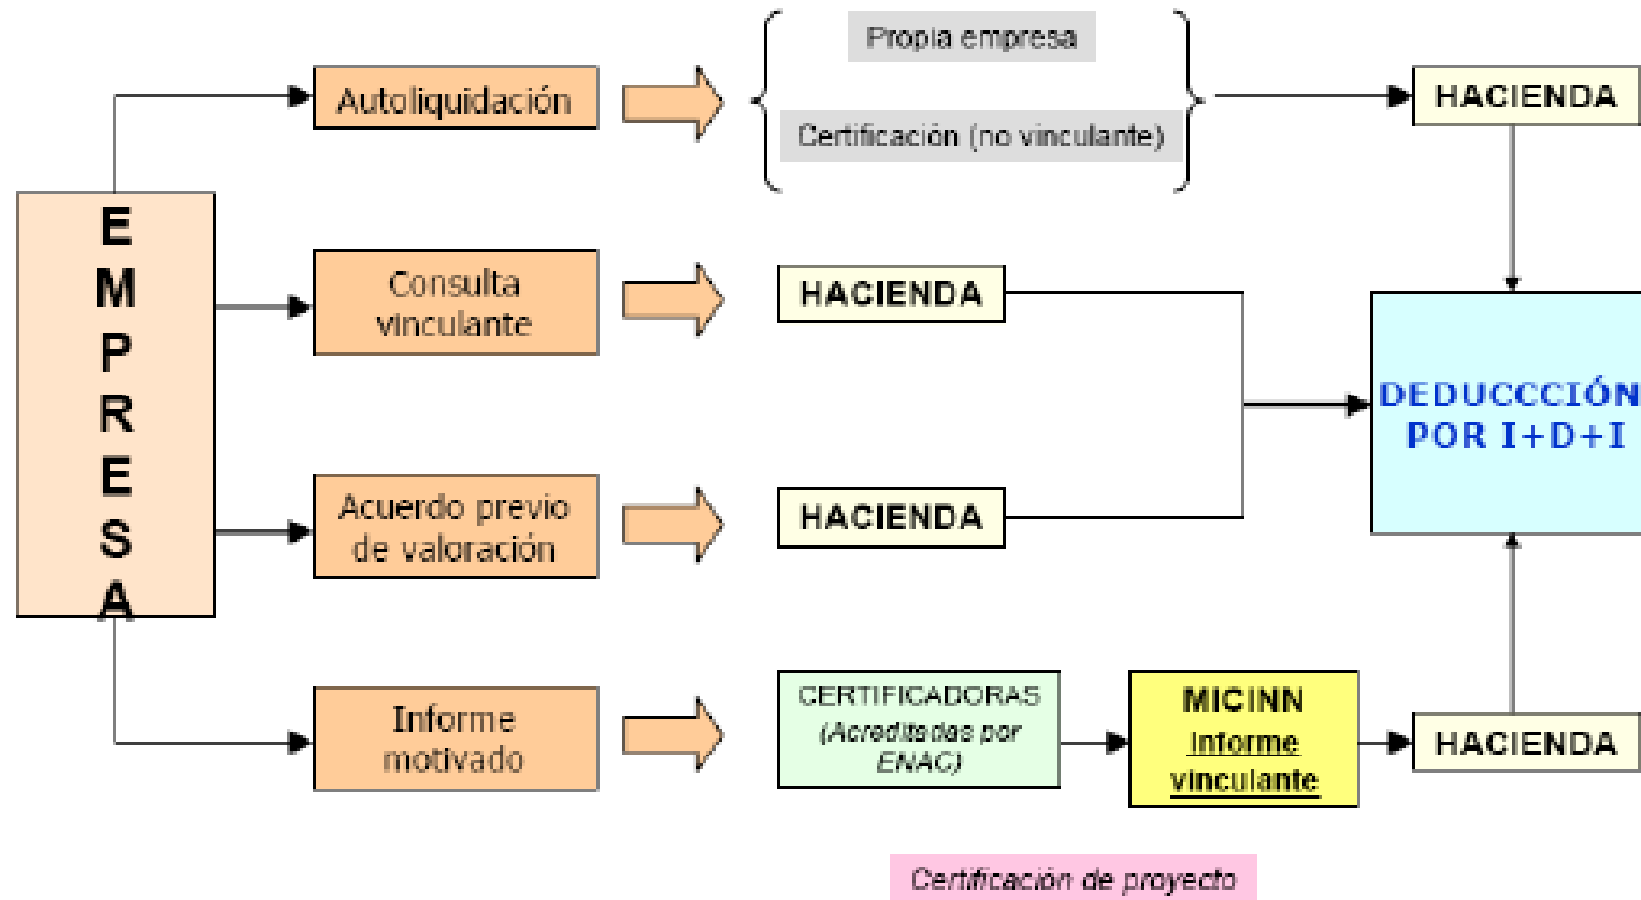 Propia empresa
Autoliquidación
Certificación (no vinculante)
HACIENDA
EMPRESA
Consulta
vinculante
HACIENDA
Acuerdo previo
de valoración
HACIENDA
DEDUCCCIÓN
POR I+D+I
Informe
motivado
CERTIFICADORAS
(Acreditadas por
ENAC)
MICINN
Informe
vinculante
HACIENDA
Certificación de proyecto